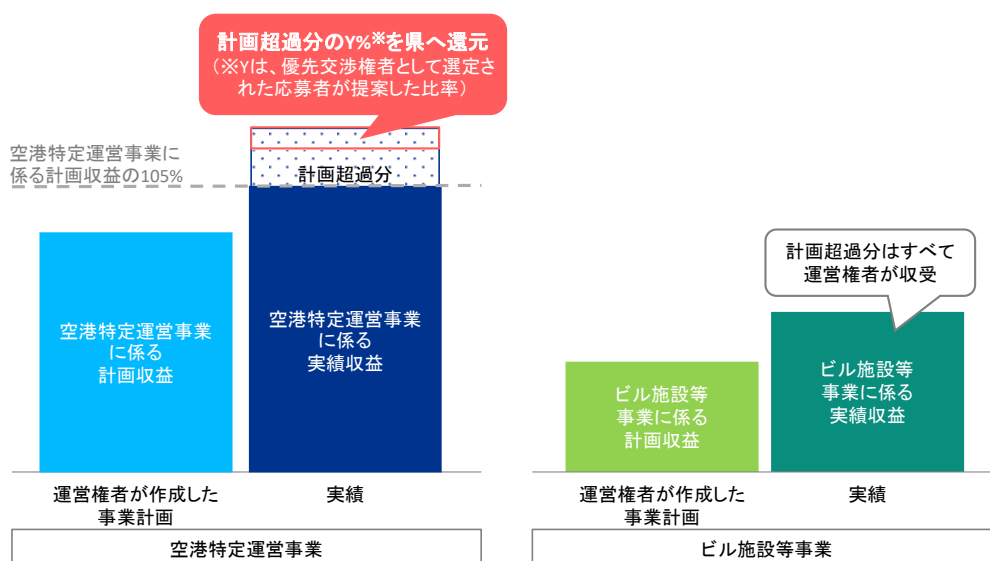 計画超過分のY%※を県へ還元
（※Yは、優先交渉権者として選定さ
れた応募者が提案した比率）
空港特定運営事業に
係る計画収益の105%
計画超過分
空港特定運営事業
に係る
計画収益
空港特定運営事業
に係る
実績収益
運営権者が作成した
事業計画
実績
空港特定運営事業
計画超過分はすべて
運営権者が収受
ビル施設等
事業に係る
計画収益
ビル施設等
事業に係る
実績収益
運営権者が作成した
事業計画
実績
ビル施設等事業